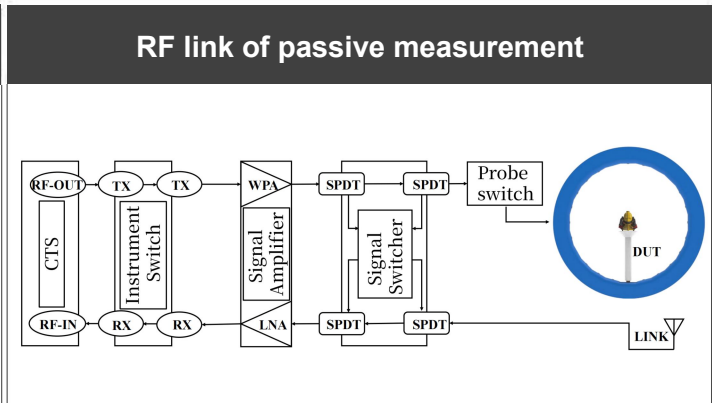 RF link of passive measurement
RF-OUT
TX
TX
WPA
SPDT
SPDT
Probe
switch
CTS
Instrument
Switch
Signal
Amplifier
Signal
Switcher
DUT
RF-IN
RX
RX
LNA
SPDT
SPDT
LINK